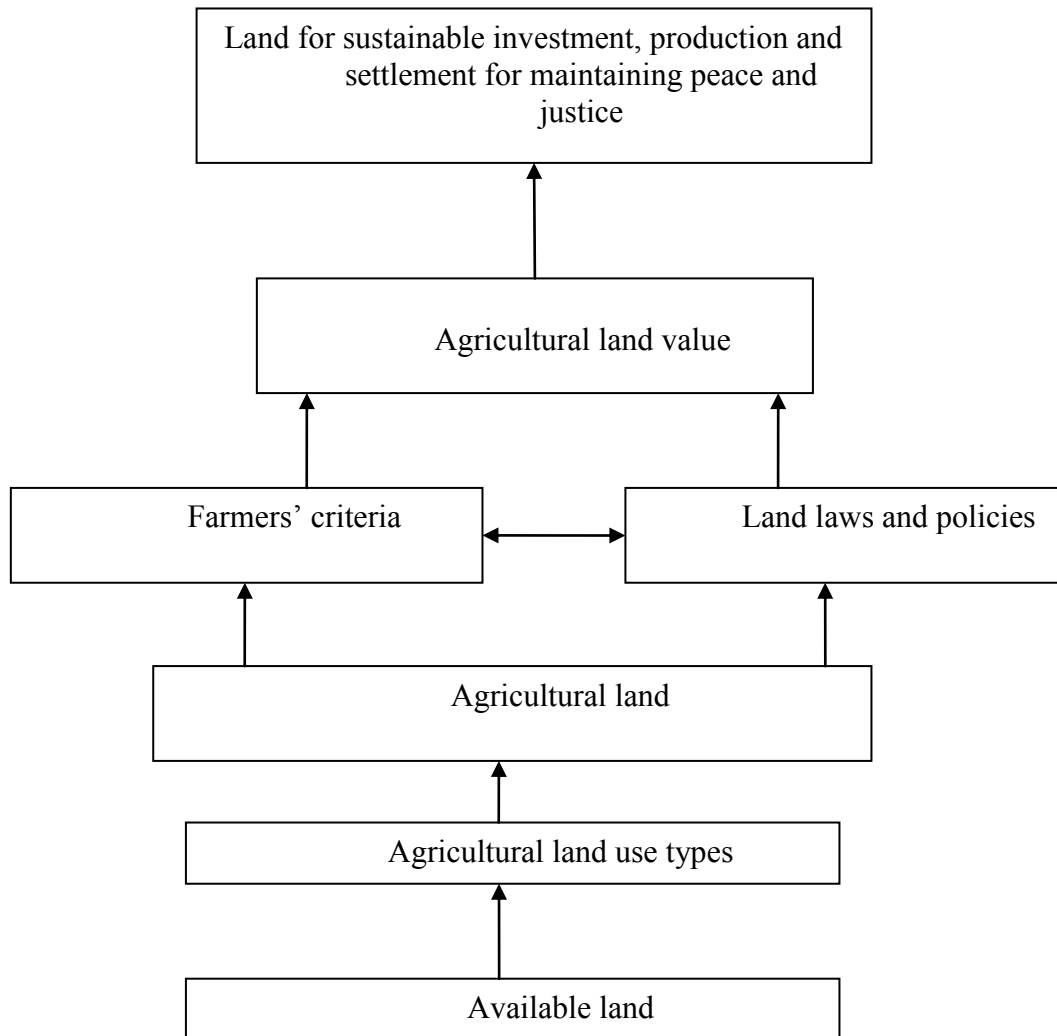 Land for sustainable investment, production and
settlement for maintaining peace and
justice
Agricultural land value
Farmers’ criteria
Land laws and policies
Agricultural land
Agricultural land use types
Available land